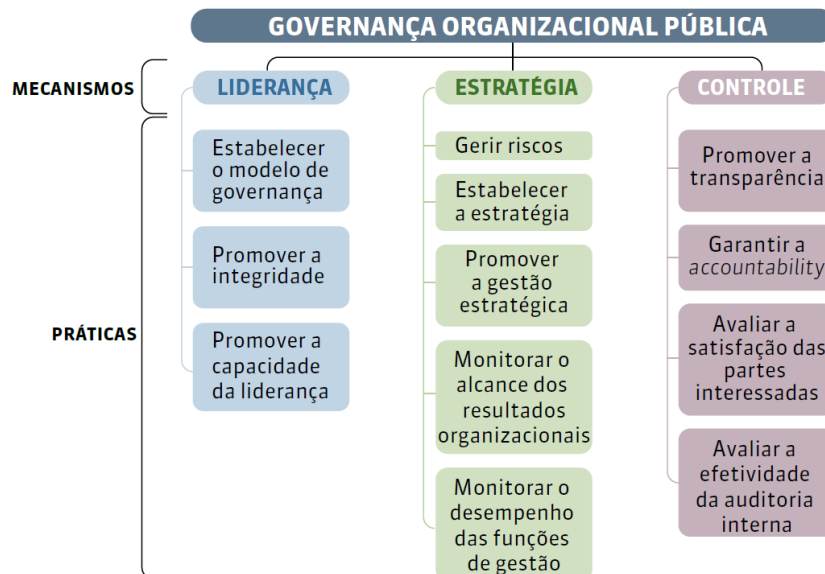 GOVERNANÇA ORGANIZACIONAL PÚBLICA
MECANISMOS
LIDERANÇA
ESTRATÉGIA
CONTROLE
PRÁTICAS
Estabelecer
o modelo de
governança
Promover a
integridade
Promover a
capacidade
da liderança
Gerir riscos
Estabelecer
a estratégia
Promover
a gestão
estratégica
Monitorar o
alcance dos
resultados
organizacionais
Monitorar o
desempenho
das funções
de gestão
Promover a
transparência
Garantir a
accountability
Avaliar a
satisfação das
partes
interessadas
Avaliar a
efetividade
da auditoria
interna